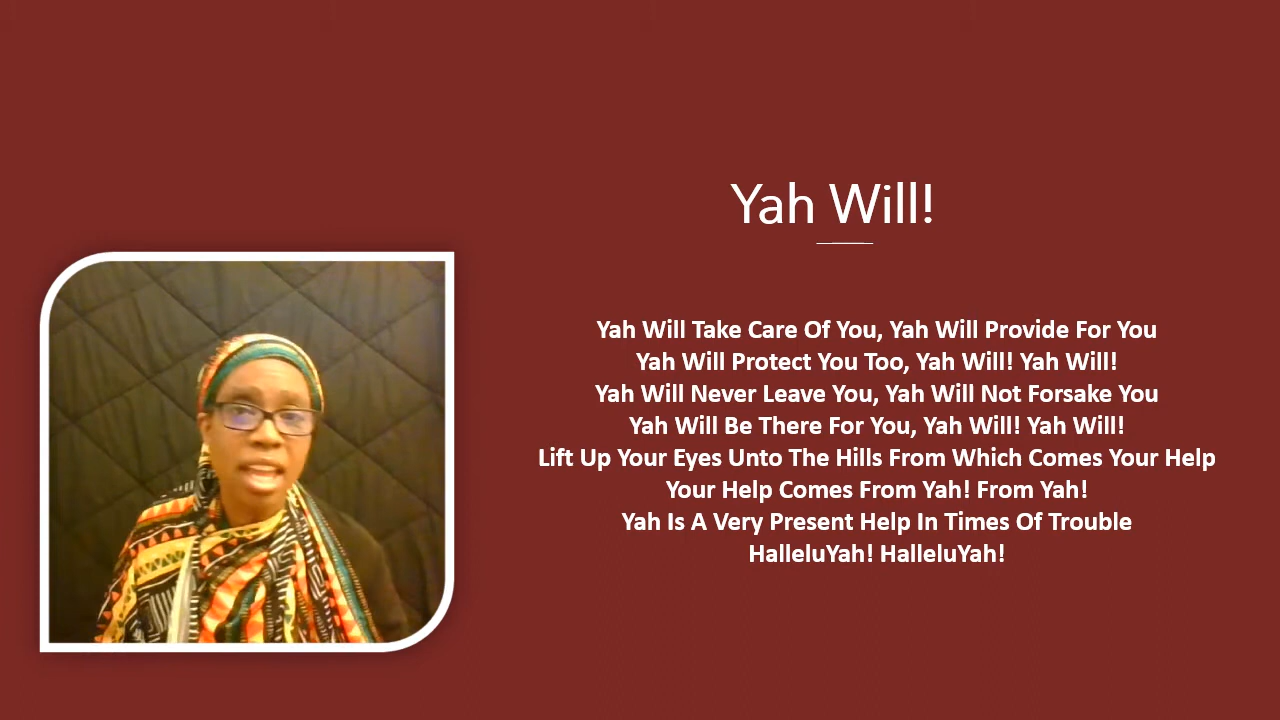 Yah Will!
Yah Will Take Care Of You, Yah Will Provide For You
Yah Will Protect You Too, Yah Will! Yah Will!
Yah Will Never Leave You, Yah Will Not Forsake You
Yah Will Be There For You, Yah Will! Yah Will!
Lift Up Your Eyes Unto The Hills From Which Comes Your Help
Your Help Comes From Yah! From Yah!
Yah Is A Very Present Help In Times Of Trouble
HalleluYah! HalleluYah!